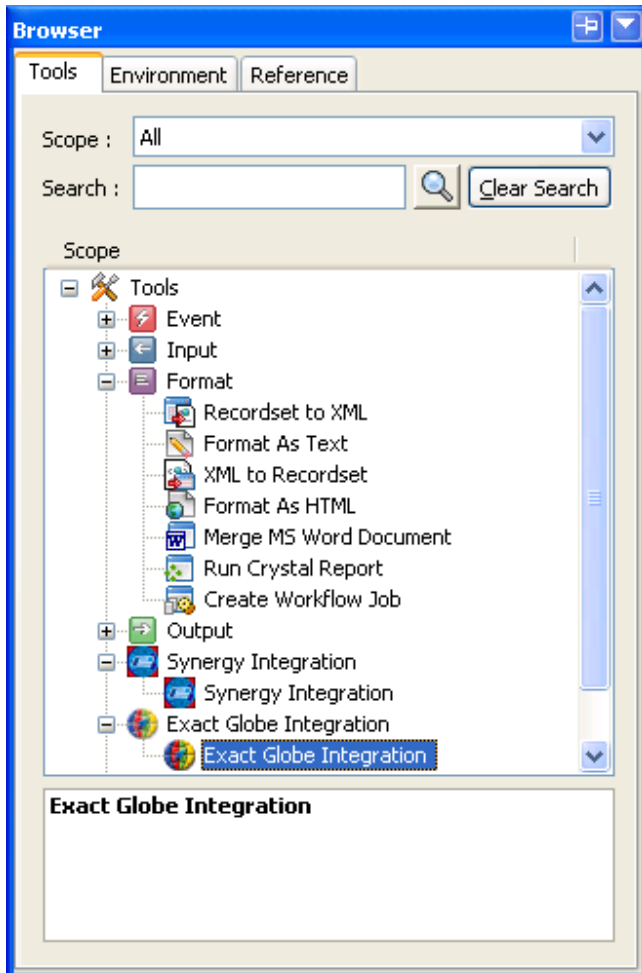 Browser
Tools Environment Reference
Scope : All
Search : Clear Search
Scope
Tools
Event
Input
Format
Recordset to XML
Format As Text
XML to Recordset
Format As HTML
Merge MS Word Document
Run Crystal Report
Create Workflow Job
Output
Synergy Integration
Synergy Integration
Exact Globe Integration
Exact Globe Integration
Exact Globe Integration